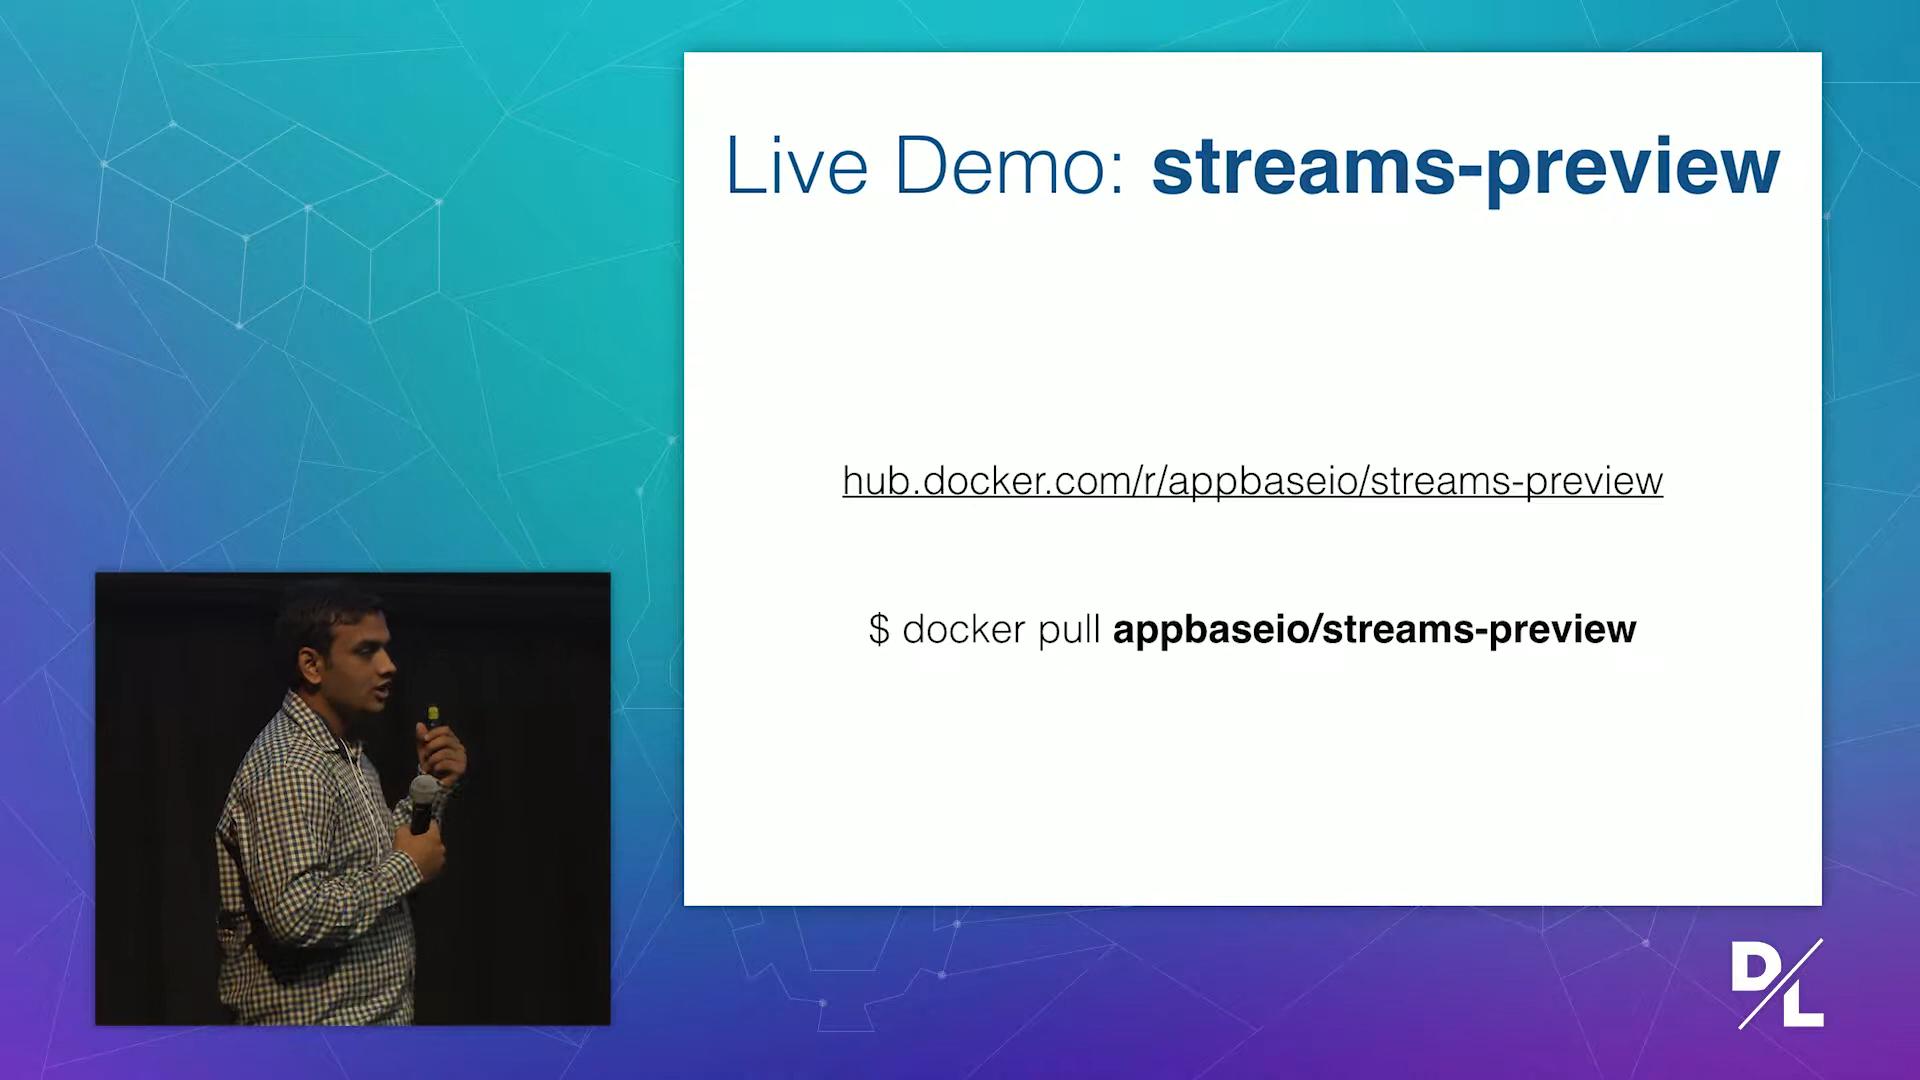 Live Demo: streams-preview
hub.docker.com/r/appbaseio/streams-preview
$ docker pull appbaseio/streams-preview
D/L